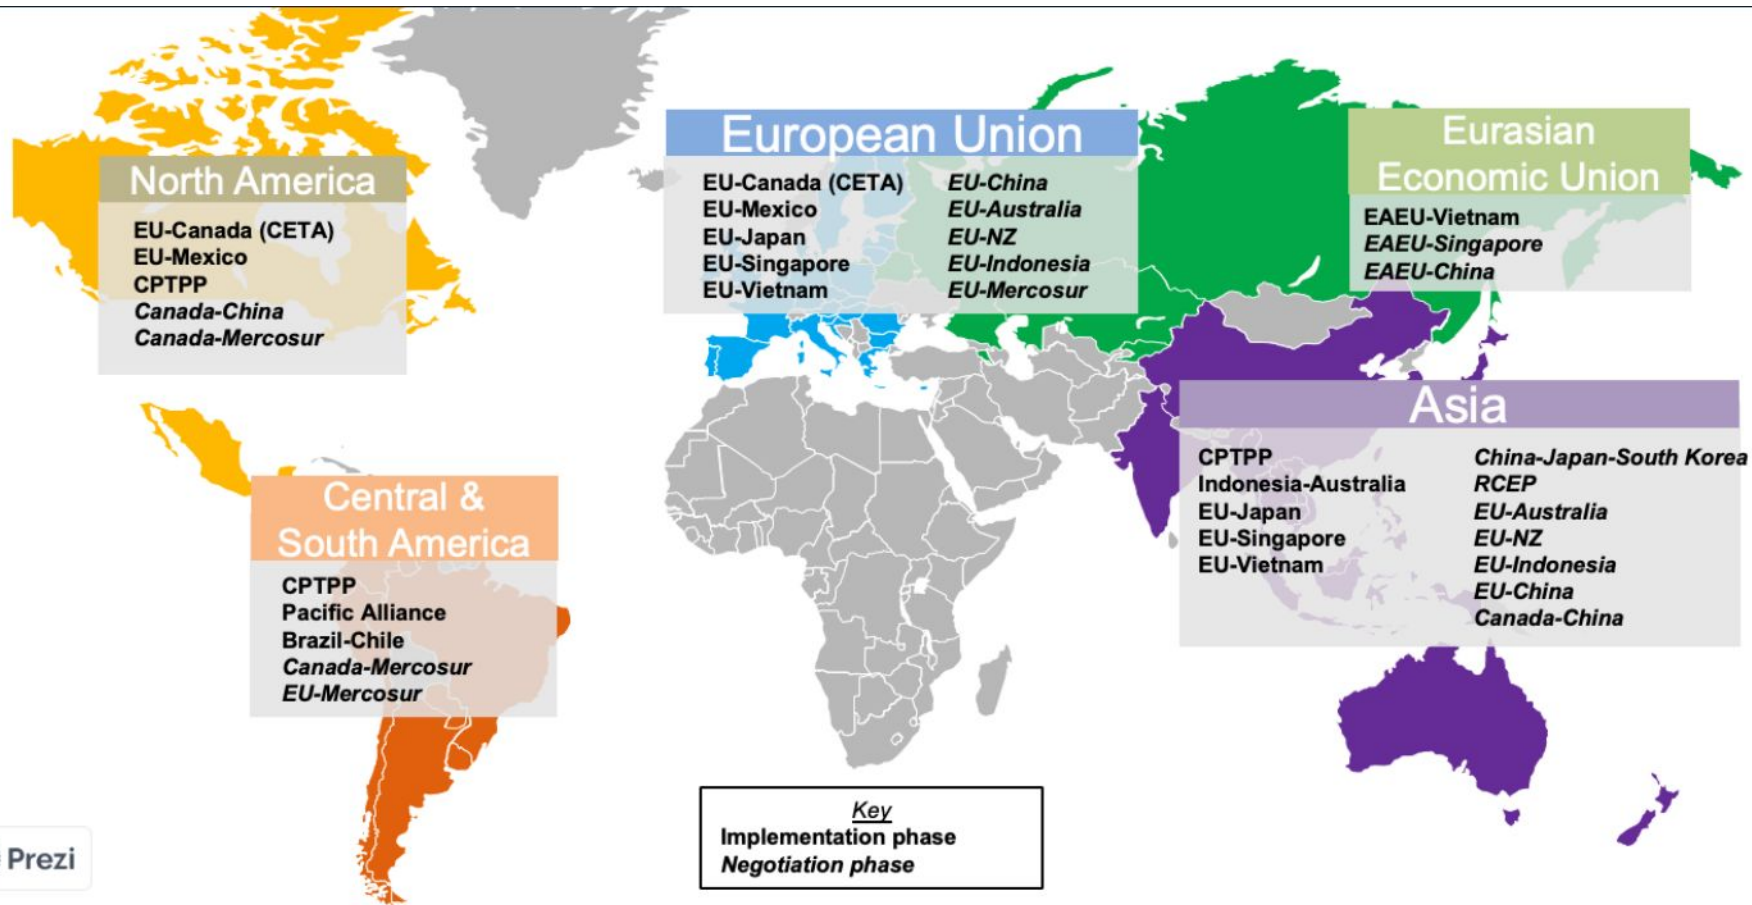 North America
EU-Canada (CETA)
EU-Mexico
CPTPP
Canada-China
Canada-Mercosur
Central &
South America
CPTPP
Pacific Alliance
Brazil-Chile
Canada-Mercosur
EU-Mercosur
European Union
EU-Canada (CETA)
EU-Mexico
EU-Japan
EU-Singapore
EU-Vietnam
EU-China
EU-Australia
EU-NZ
EU-Indonesia
EU-Mercosur
Eurasian
Economic Union
EAEU-Vietnam
EAEU-Singapore
EAEU-China
Asia
CPTPP
Indonesia-Australia
EU-Japan
EU-Singapore
EU-Vietnam
China-Japan-South Korea
RCEP
EU-Australia
EU-NZ
EU-Indonesia
EU-China
Canada-China
Key
Implementation phase
Negotiation phase
Prezi